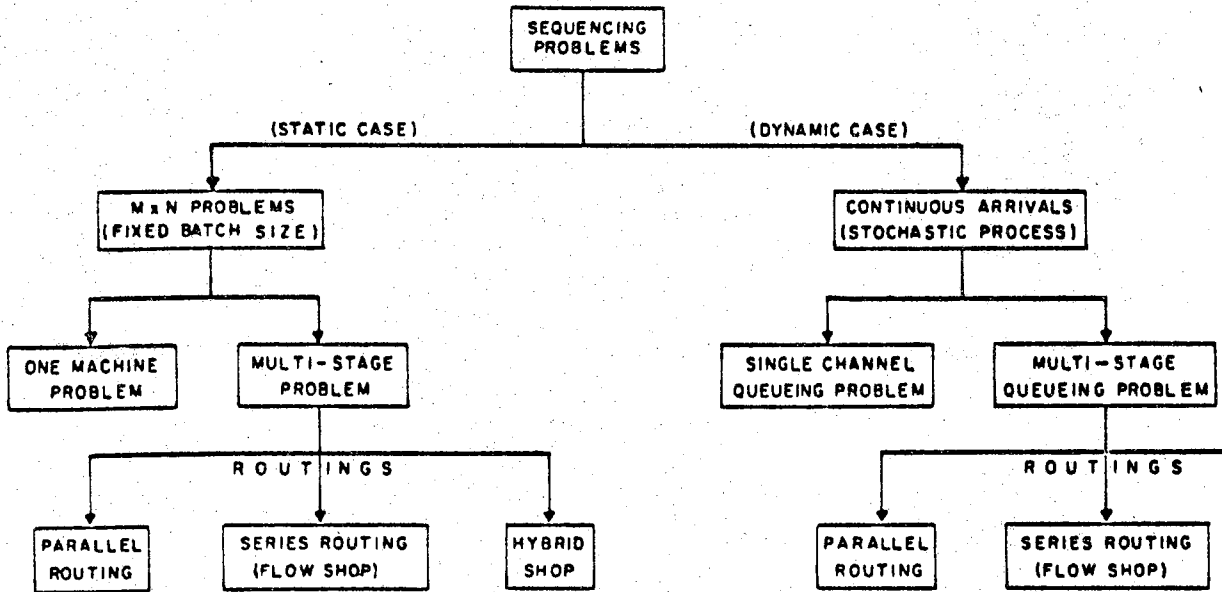 SEQUENCING
PROBLEMS
(STATIC CASE)
(DYNAMIC CASE)
M x N PROBLEMS
(FIXED BATCH SIZE)
CONTINUOUS ARRIVALS
(STOCHASTIC PROCESS)
ONE MACHINE
PROBLEM
MULTI-STAGE
PROBLEM
SINGLE CHANNEL
QUEUEING PROBLEM
MULTI-STAGE
QUEUEING PROBLEM
ROUTINGS
ROUTINGS
PARALLEL
ROUTING
SERIES ROUTING
(FLOW SHOP)
HYBRID
SHOP
PARALLEL
ROUTING
SERIES ROUTING
(FLOW SHOP)